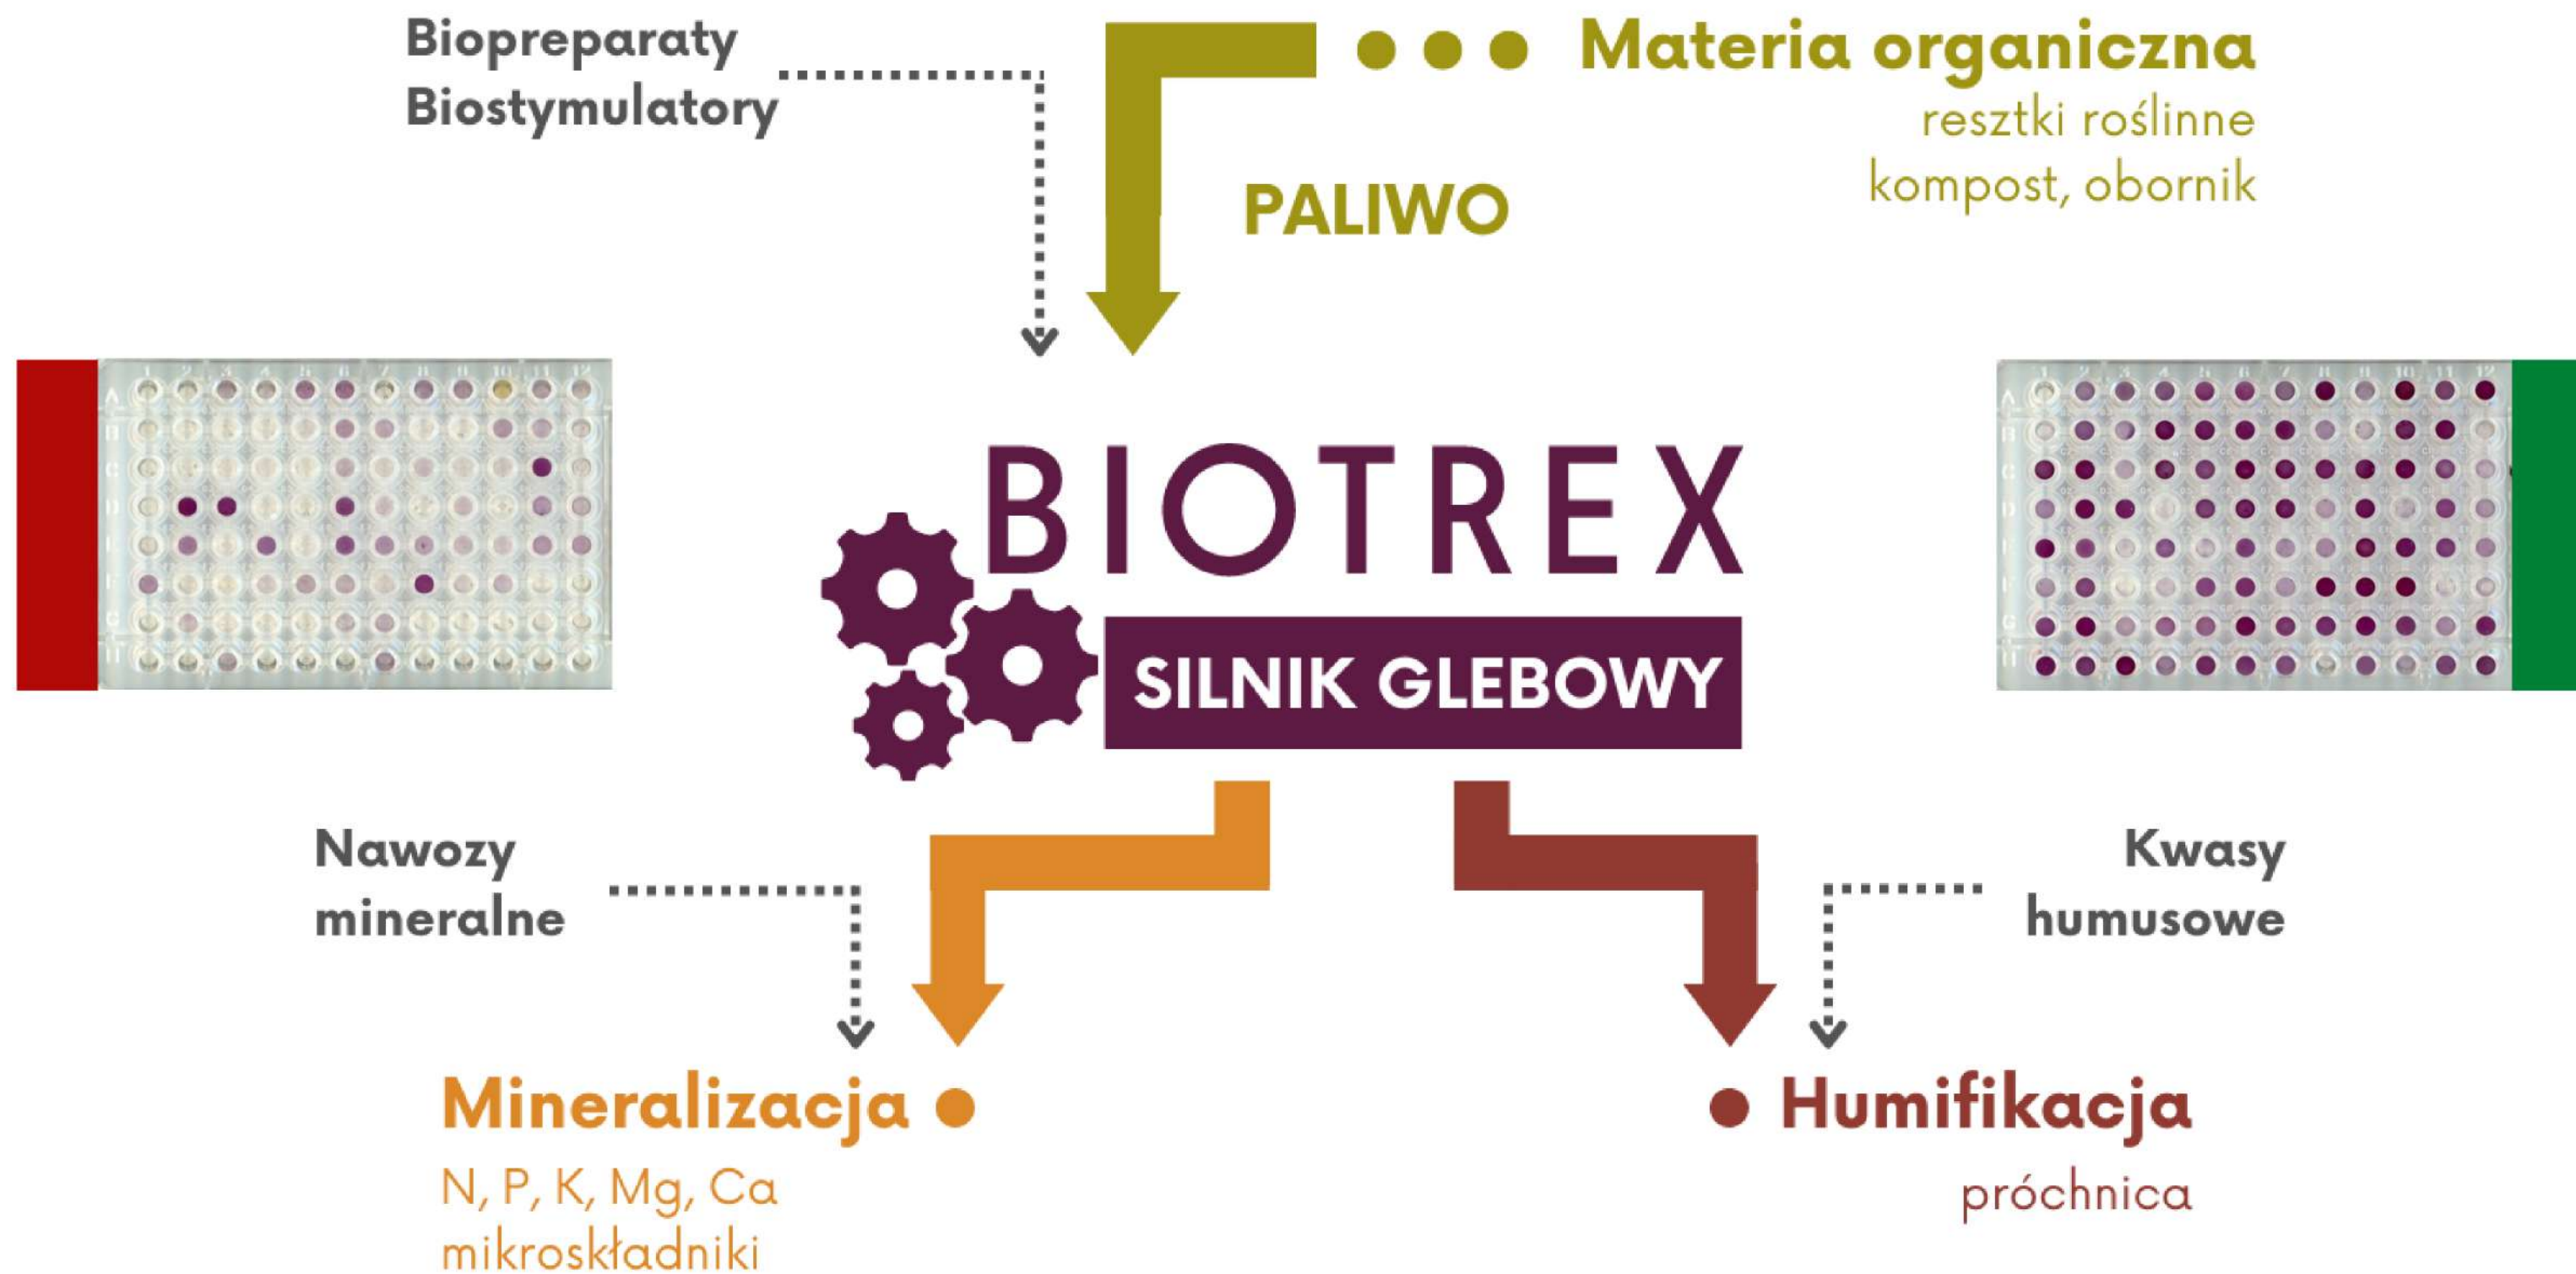 Biopreparaty
Biostymulatory
Materia organiczna
resztki roślinne
kompost, obornik
PALIWO
BIOTREX
SILNIK GLEBOWY
Nawozy
mineralne
Kwasy
humusowe
Mineralizacja
N, P, K, Mg, Ca
mikroskładniki
Humifikacja
próchnica